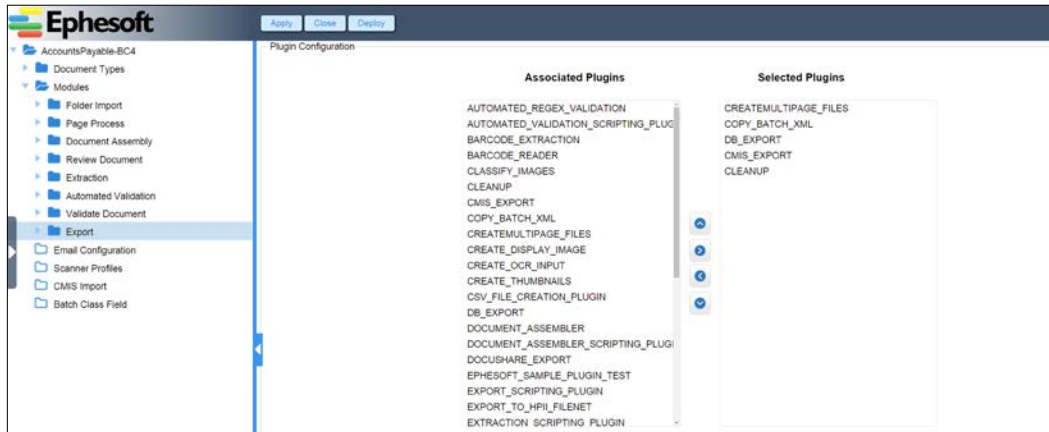 Ephesoft
Apply Close Deploy
AccountsPayable-BC4
Document Types
Modules
Folder Import
Page Process
Document Assembly
Review Document
Extraction
Automated Validation
Validate Document
Export
Email Configuration
Scanner Profiles
CMIS Import
Batch Class Field
Plugin Configuration
Associated Plugins
AUTOMATED_REGEX_VALIDATION
AUTOMATED_VALIDATION_SCRIPTING_PLUG
BARCODE_EXTRACTION
BARCODE_READER
CLASSIFY_IMAGES
CLEANUP
CMIS_EXPORT
COPY_BATCH_XML
CREATEMULTIPAGE_FILES
CREATE_DISPLAY_IMAGE
CREATE_OCR_INPUT
CREATE_THUMBNAILS
CSV_FILE_CREATION_PLUGIN
DB_EXPORT
DOCUMENT_ASSEMBLER
DOCUMENT_ASSEMBLER_SCRIPTING_PLUGI
DOCUSHARE_EXPORT
EPHESOFT_SAMPLE_PLUGIN_TEST
EXPORT_SCRIPTING_PLUGIN
EXPORT_TO_HPII_FILENET
EXTRACTION_SCRIPTING_PLUGIN
Selected Plugins
CREATEMULTIPAGE_FILES
COPY_BATCH_XML
DB_EXPORT
CMIS_EXPORT
CLEANUP